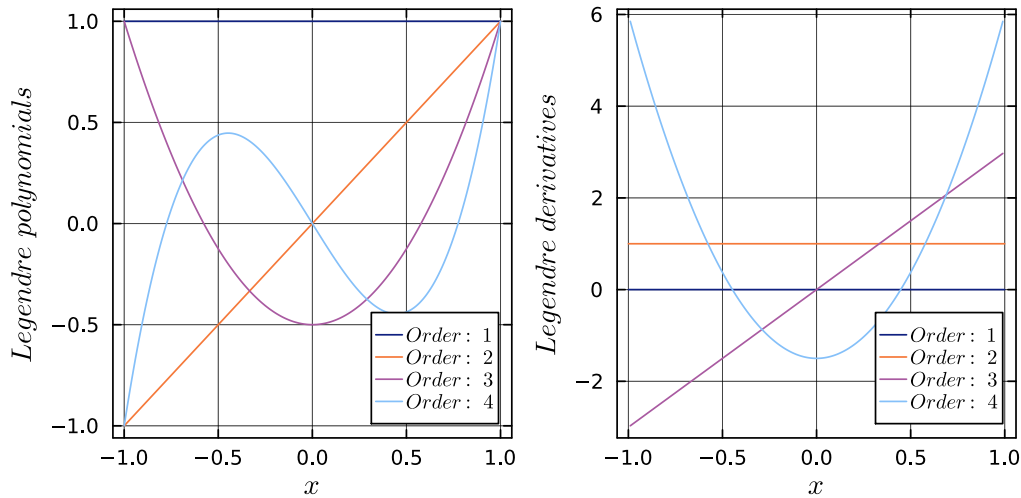 Legendre polynomials
1.0
0.5
0.0
−0.5
−1.0
−1.0 −0.5 0.0 0.5 1.0
x
Order: 1
Order: 2
Order: 3
Order: 4
Legendre derivatives
6
4
2
0
−2
−1.0 −0.5 0.0 0.5 1.0
x
Order: 1
Order: 2
Order: 3
Order: 4